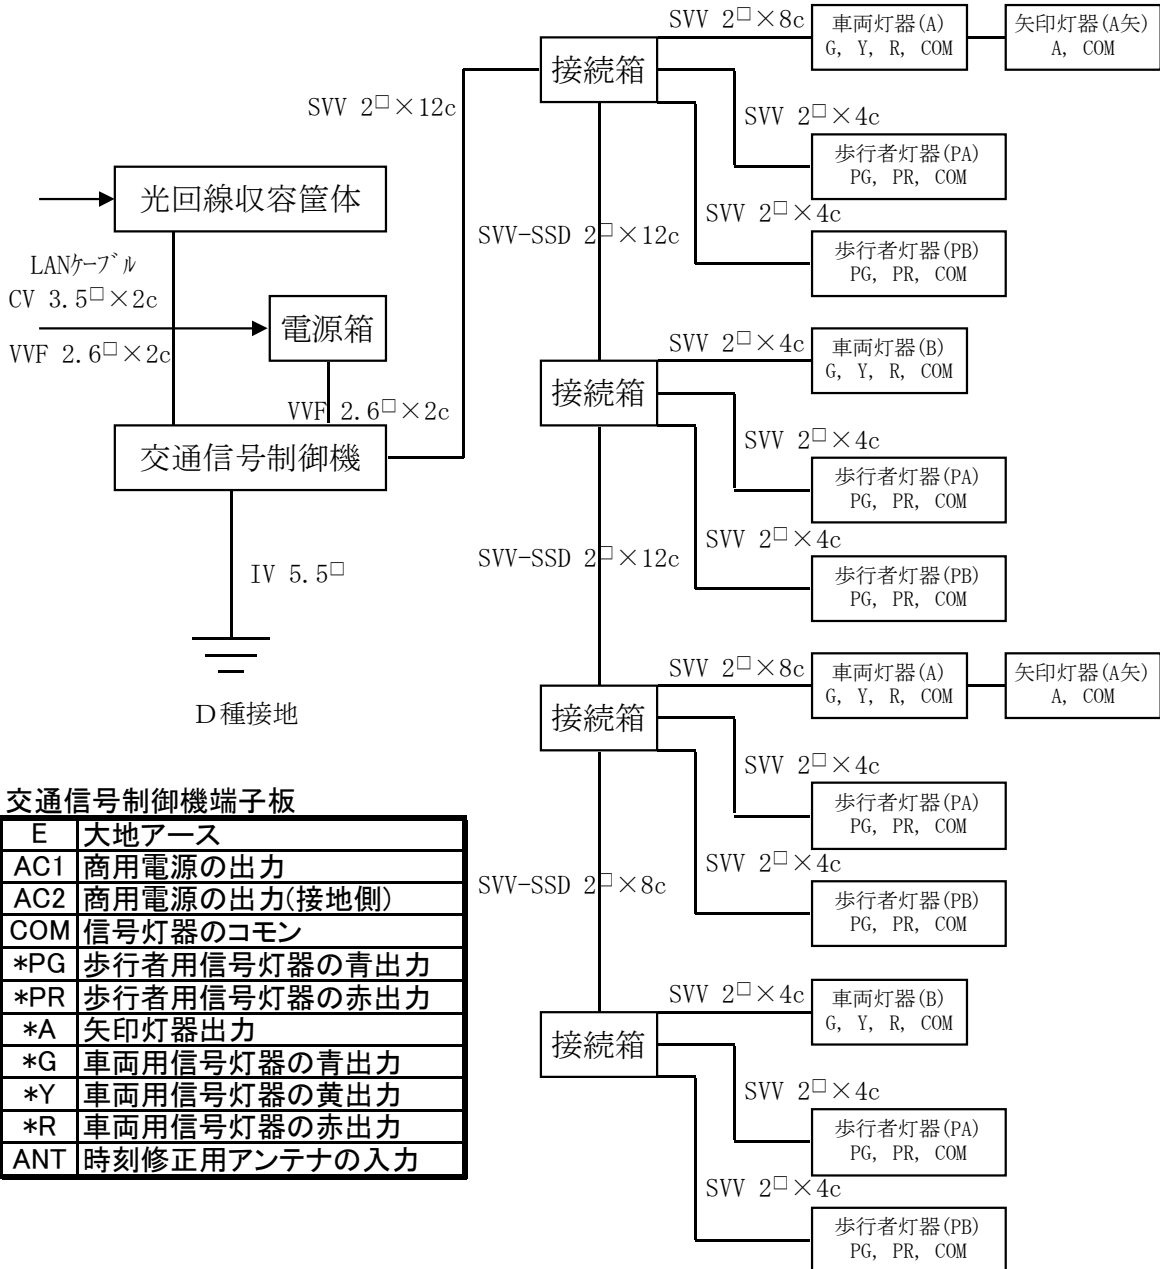 SVV 2□×12c
光回線収容筐体
LANケーブル
CV 3.5□×2c
電源箱
VVF 2.6□×2c
VVF 2.6□×2c
交通信号制御機
IV 5.5□
D種接地
接続箱
SVV 2□×8c
車両灯器(A)
G, Y, R, COM
矢印灯器(A矢)
A, COM
SVV 2□×4c
歩行者灯器(PA)
PG, PR, COM
SVV 2□×4c
歩行者灯器(PB)
PG, PR, COM
SVV-SSD 2□×12c
接続箱
SVV 2□×4c
車両灯器(B)
G, Y, R, COM
SVV 2□×4c
歩行者灯器(PA)
PG, PR, COM
SVV 2□×4c
歩行者灯器(PB)
PG, PR, COM
SVV-SSD 2□×12c
接続箱
SVV 2□×8c
車両灯器(A)
G, Y, R, COM
矢印灯器(A矢)
A, COM
SVV 2□×4c
歩行者灯器(PA)
PG, PR, COM
SVV 2□×4c
歩行者灯器(PB)
PG, PR, COM
SVV-SSD 2□×8c
接続箱
SVV 2□×4c
車両灯器(B)
G, Y, R, COM
SVV 2□×4c
歩行者灯器(PA)
PG, PR, COM
SVV 2□×4c
歩行者灯器(PB)
PG, PR, COM
交通信号制御機端子板
E 大地アース
AC1 商用電源の出力
AC2 商用電源の出力(接地側)
COM 信号灯器のコモン
*PG 歩行者用信号灯器の青出力
*PR 歩行者用信号灯器の赤出力
*A 矢印灯器出力
*G 車両用信号灯器の青出力
*Y 車両用信号灯器の黄出力
*R 車両用信号灯器の赤出力
ANT 時刻修正用アンテナの入力